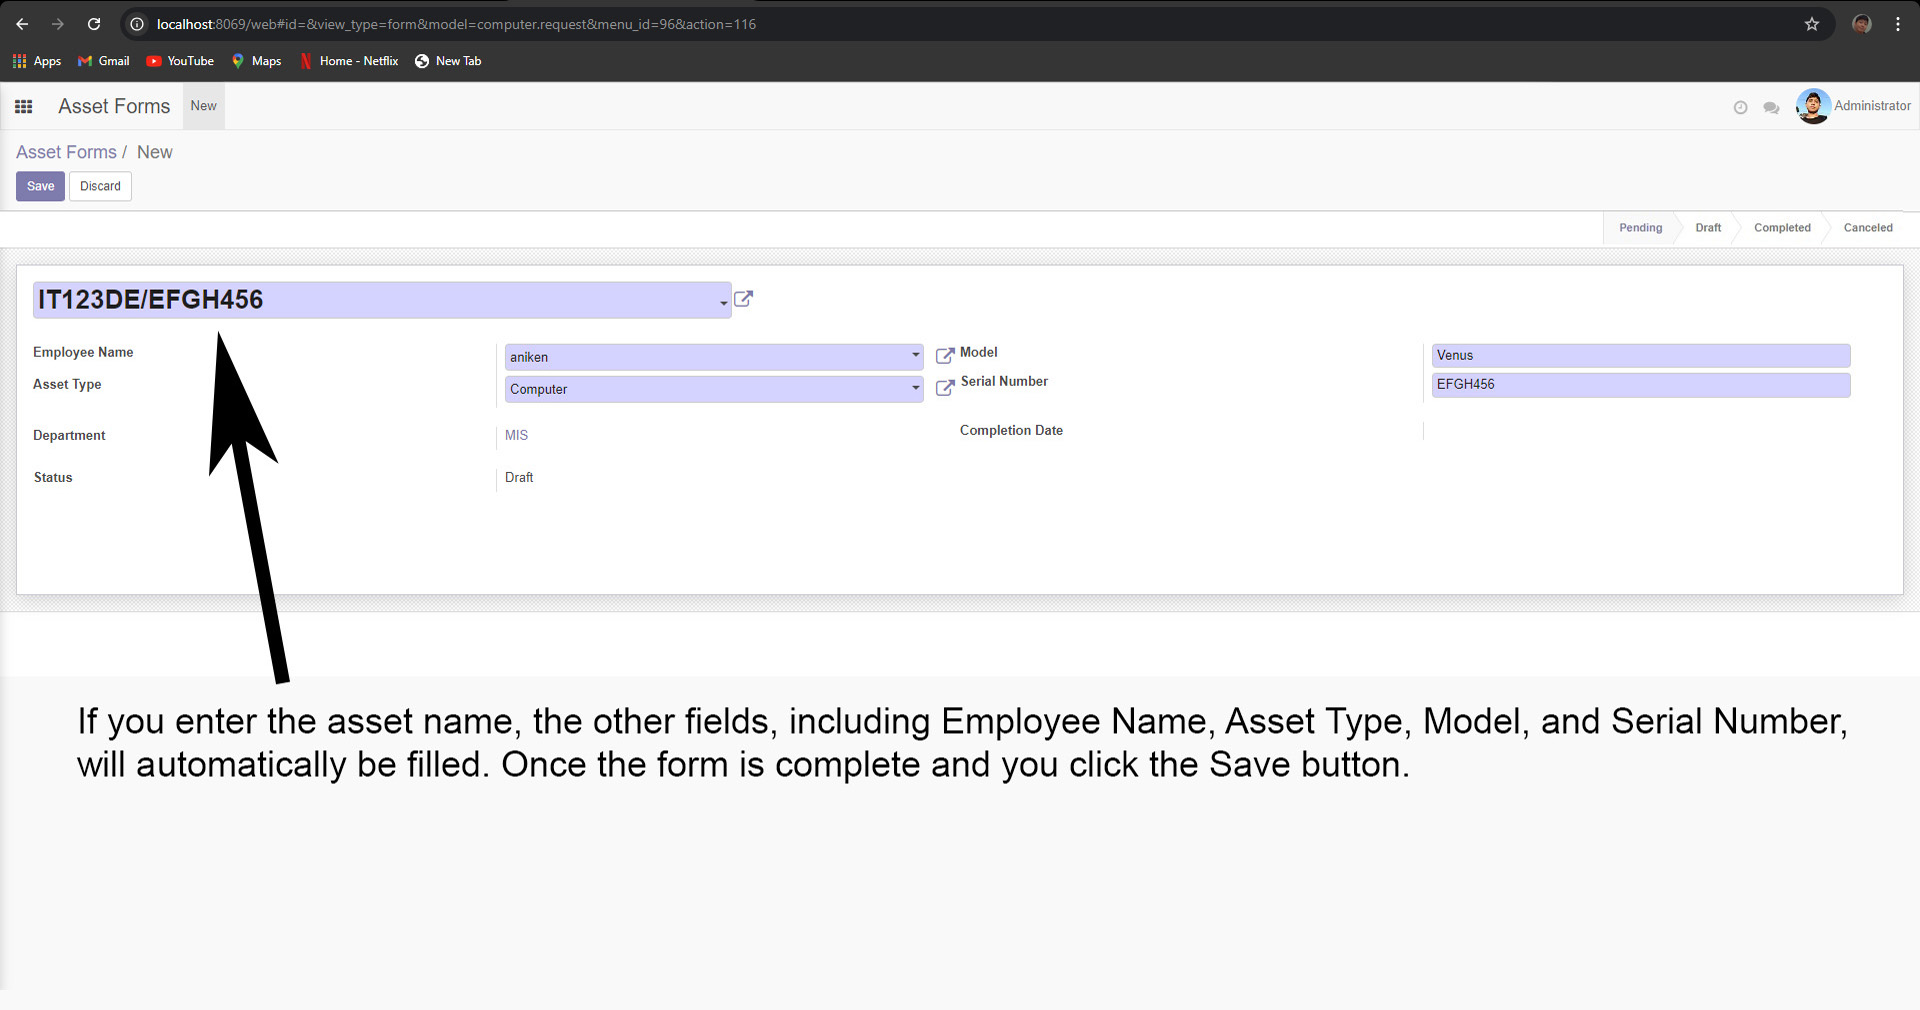 localhost:8069/web#id=&view_type=form&model=computer.request&menu_id=96&action=116
Apps Gmail YouTube Maps Home - Netflix New Tab
Asset Forms New Administrator
Asset Forms / New
Save Discard
Pending Draft Completed Canceled
IT123DE/EFGH456
Employee Name aniken Model Venus
Asset Type Computer Serial Number EFGH456
Department MIS Completion Date
Status Draft
If you enter the asset name, the other fields, including Employee Name, Asset Type, Model, and Serial Number,
will automatically be filled. Once the form is complete and you click the Save button.